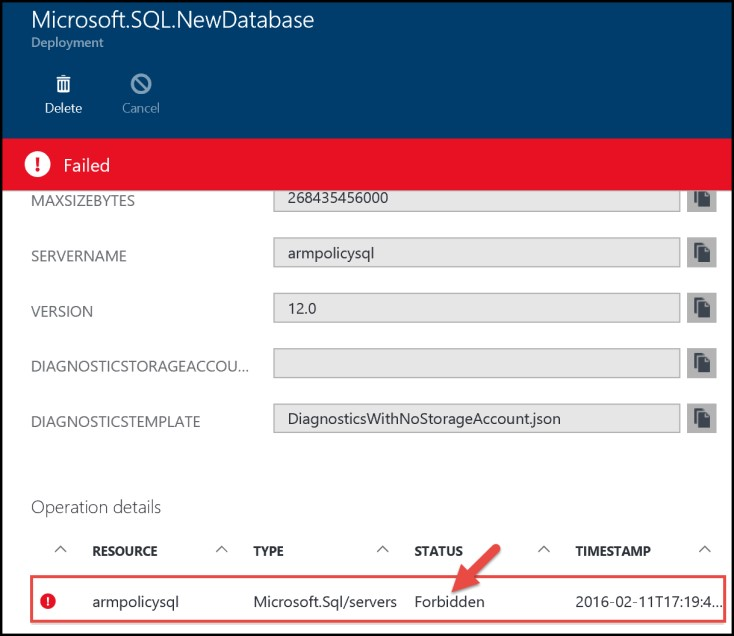 Microsoft.SQL.NewDatabase
Deployment
Delete Cancel
Failed
MAXSIZEBYTES 268435456000
SERVERNAME armpolicysql
VERSION 12.0
DIAGNOSTICSTORAGEACCOU...
DIAGNOSTICSTEMPLATE DiagnosticsWithNoStorageAccount.json
Operation details
RESOURCE TYPE STATUS TIMESTAMP
armpolicysql Microsoft.Sql/servers Forbidden 2016-02-11T17:19:4...